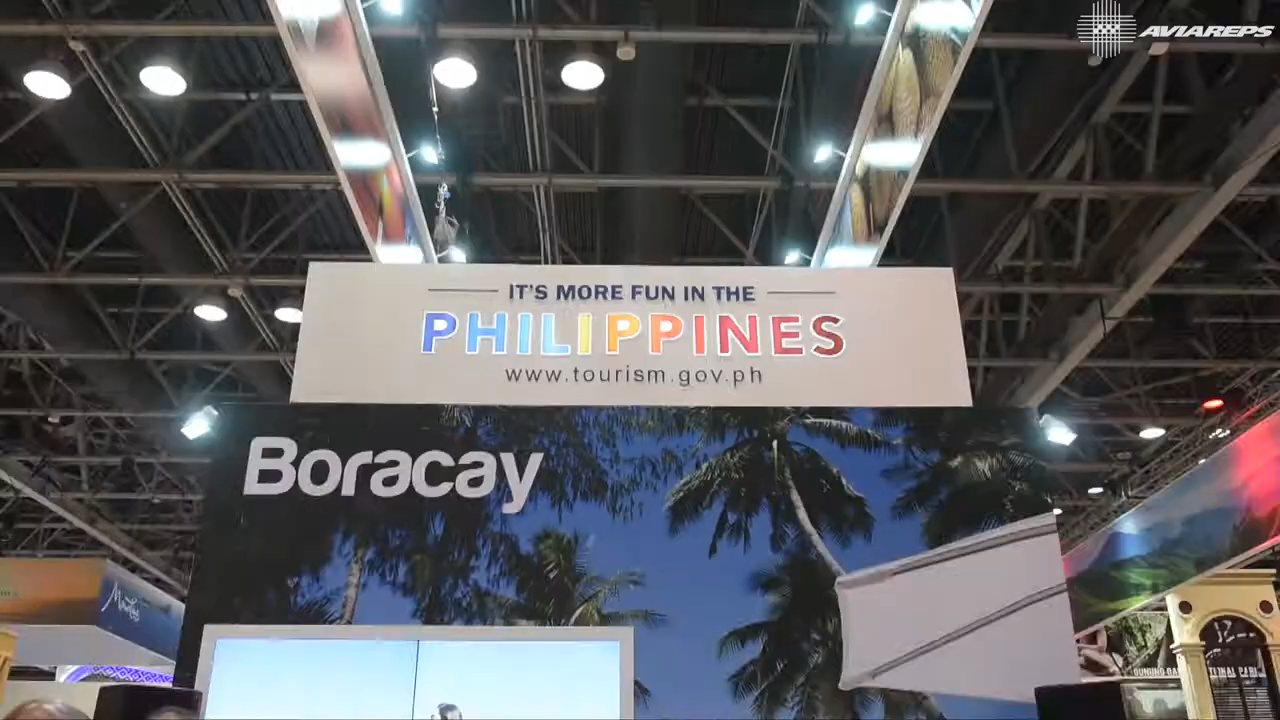 AVIAREPS
IT'S MORE FUN IN THE
PHILIPPINES
www.tourism.gov.ph
Boracay